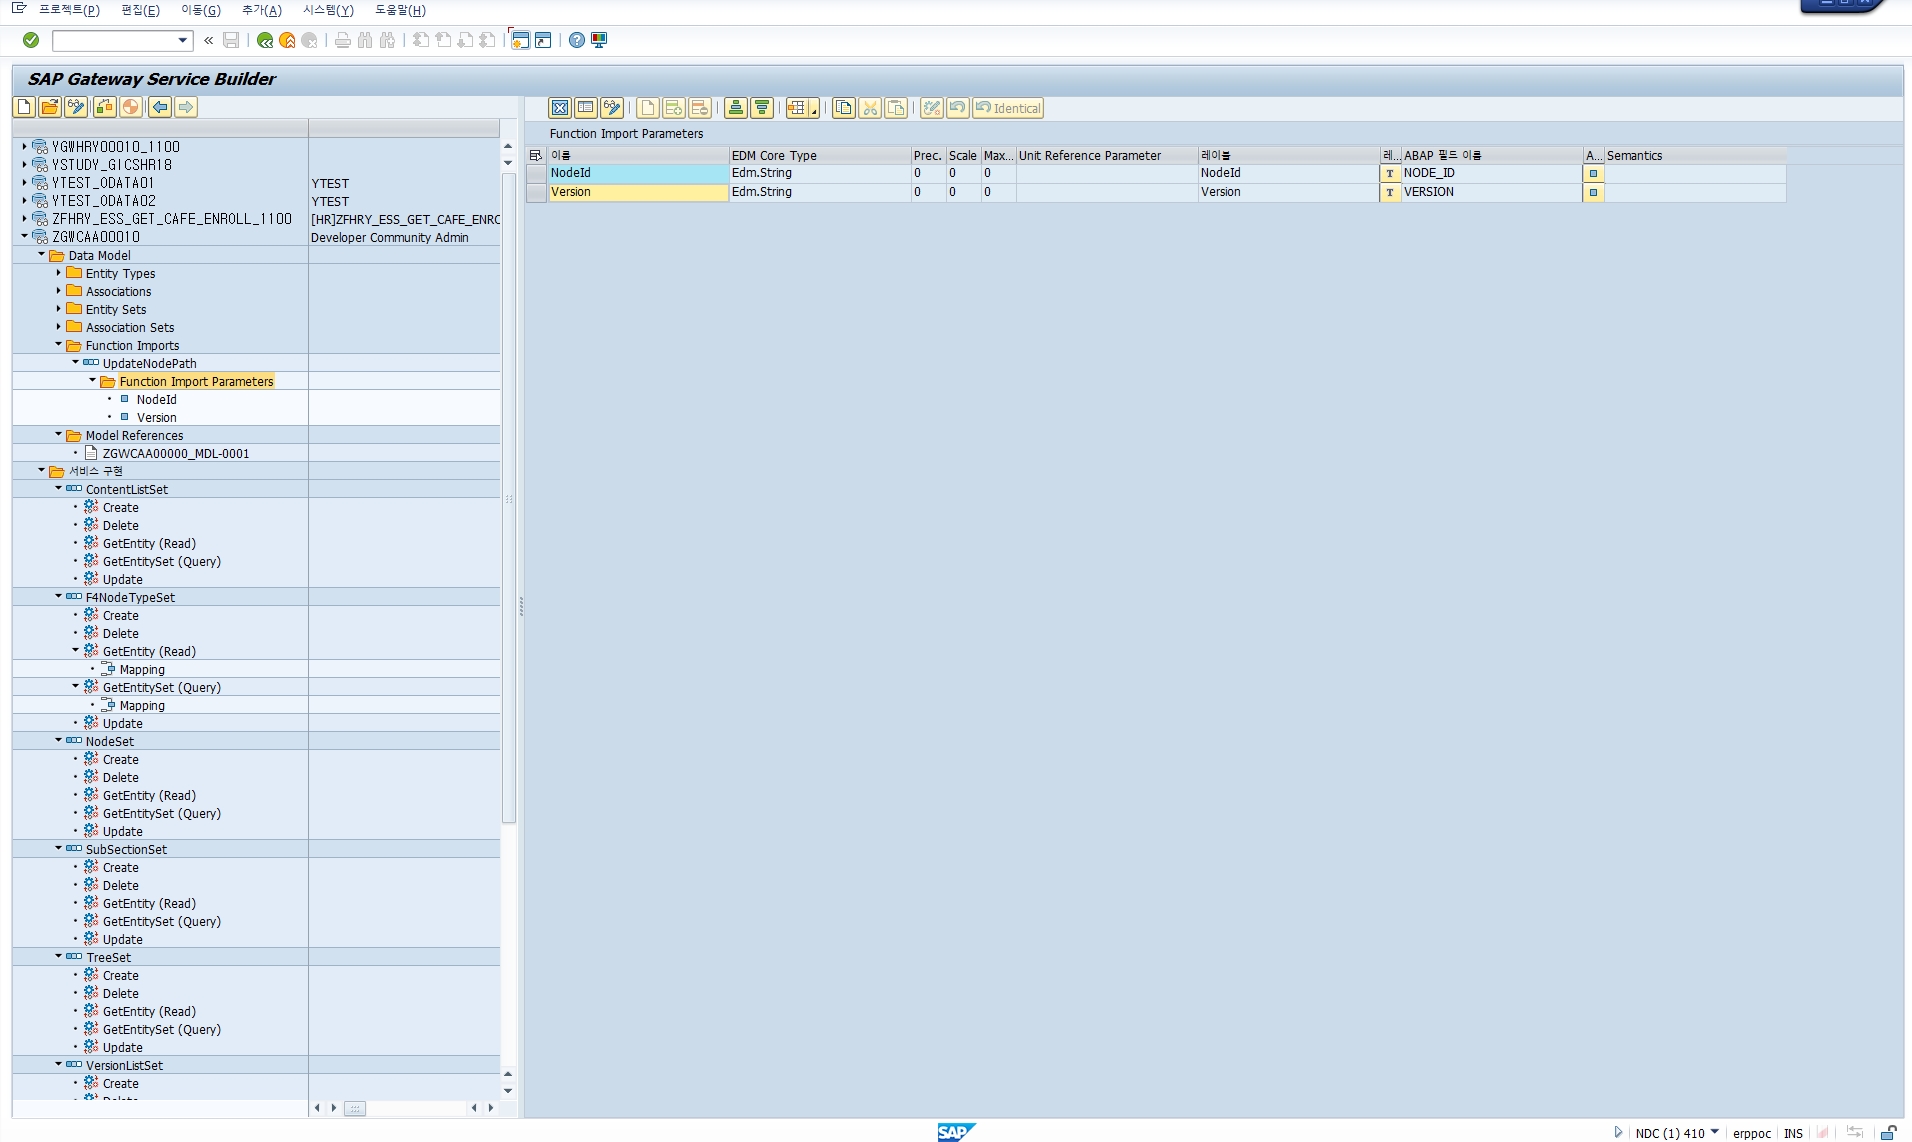 프로젝트(P) 편집(E) 이동(G) 추가(A) 시스템(Y) 도움말(H)
SAP Gateway Service Builder
Identical
Function Import Parameters
이름 EDM Core Type Prec. Scale Max... Unit Reference Parameter 레이블 레... ABAP 필드 이름 A... Semantics
NodeId Edm.String 0 0 0 NodeId T NODE_ID
Version Edm.String 0 0 0 Version T VERSION
YGWHRY00010_1100
YSTUDY_GICSHR18
YTEST_ODATA01 YTEST
YTEST_ODATA02 YTEST
ZFHRY_ESS_GET_CAFE_ENROLL_1100 [HR]ZFHRY_ESS_GET_CAFE_ENRO
ZGWCAA00010 Developer Community Admin
Data Model
Entity Types
Associations
Entity Sets
Association Sets
Function Imports
UpdateNodePath
Function Import Parameters
NodeId
Version
Model References
ZGWCAA00000_MDL-0001
서비스 구현
ContentListSet
Create
Delete
GetEntity (Read)
GetEntitySet (Query)
Update
F4NodeTypeSet
Create
Delete
GetEntity (Read)
Mapping
GetEntitySet (Query)
Mapping
Update
NodeSet
Create
Delete
GetEntity (Read)
GetEntitySet (Query)
Update
SubSectionSet
Create
Delete
GetEntity (Read)
GetEntitySet (Query)
Update
TreeSet
Create
Delete
GetEntity (Read)
GetEntitySet (Query)
Update
VersionListSet
Create
Delete
SAP NDC (1) 410 erppoc INS